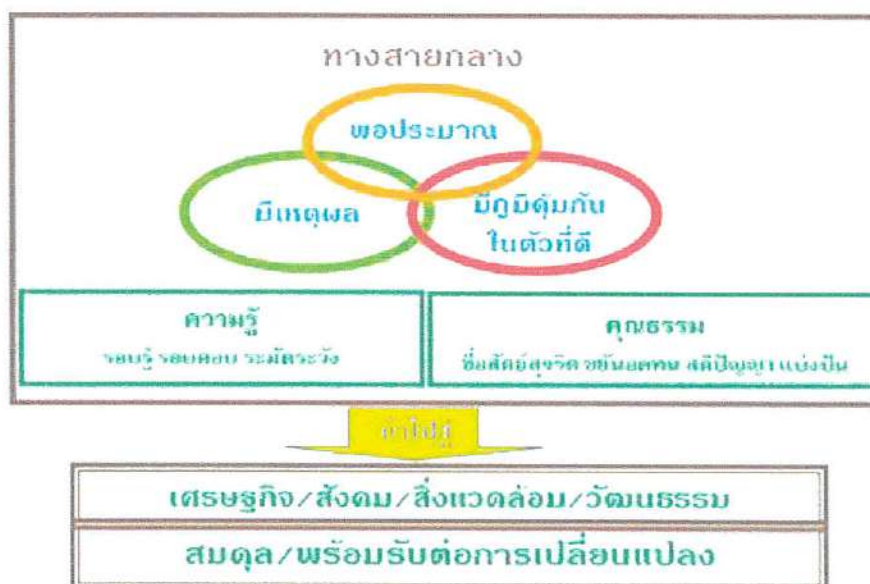 ทางสายกลาง
พอประมาณ
มีเหตุผล
มีภูมิคุ้มกัน
ในตัวที่ดี
ความรู้
รอบรู้ รอบคอบ ระมัดระวัง
คุณธรรม
ซื่อสัตย์สุจริต ขยันอดทน สติปัญญา แบ่งปัน
นำไปสู่
เศรษฐกิจ/สังคม/สิ่งแวดล้อม/วัฒนธรรม
สมดุล/พร้อมรับต่อการเปลี่ยนแปลง